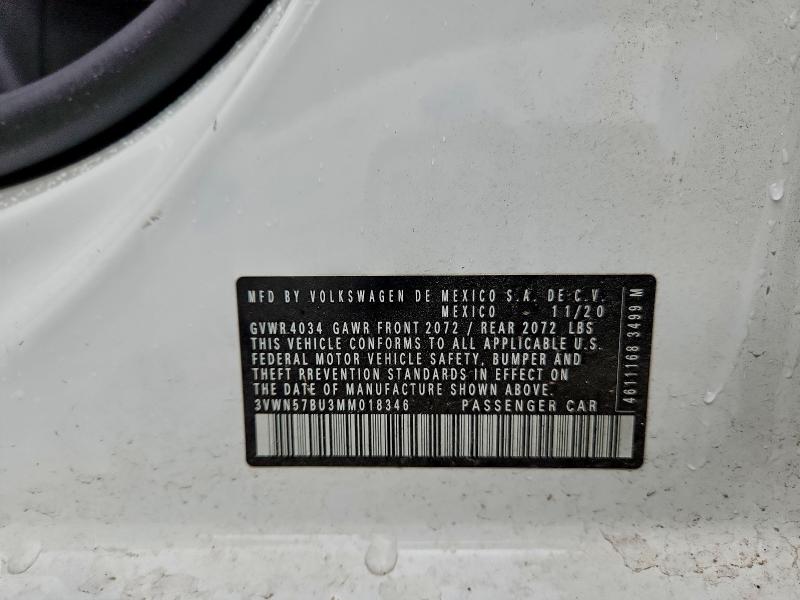 MFD BY VOLKSWAGEN DE MEXICO S.A. DE C.V.
MEXICO - 11/20
GVWR.4034 GAWR FRONT 2072 / REAR 2072 LBS
THIS VEHICLE CONFORMS TO ALL APPLICABLE U.S.
FEDERAL MOTOR VEHICLE SAFETY, BUMPER AND
THEFT PREVENTION STANDARDS IN EFFECT ON
THE DATE OF MANUFACTURE SHOWN ABOVE.
3VWN57BU3MM018346 PASSENGER CAR
4611168 3499 M